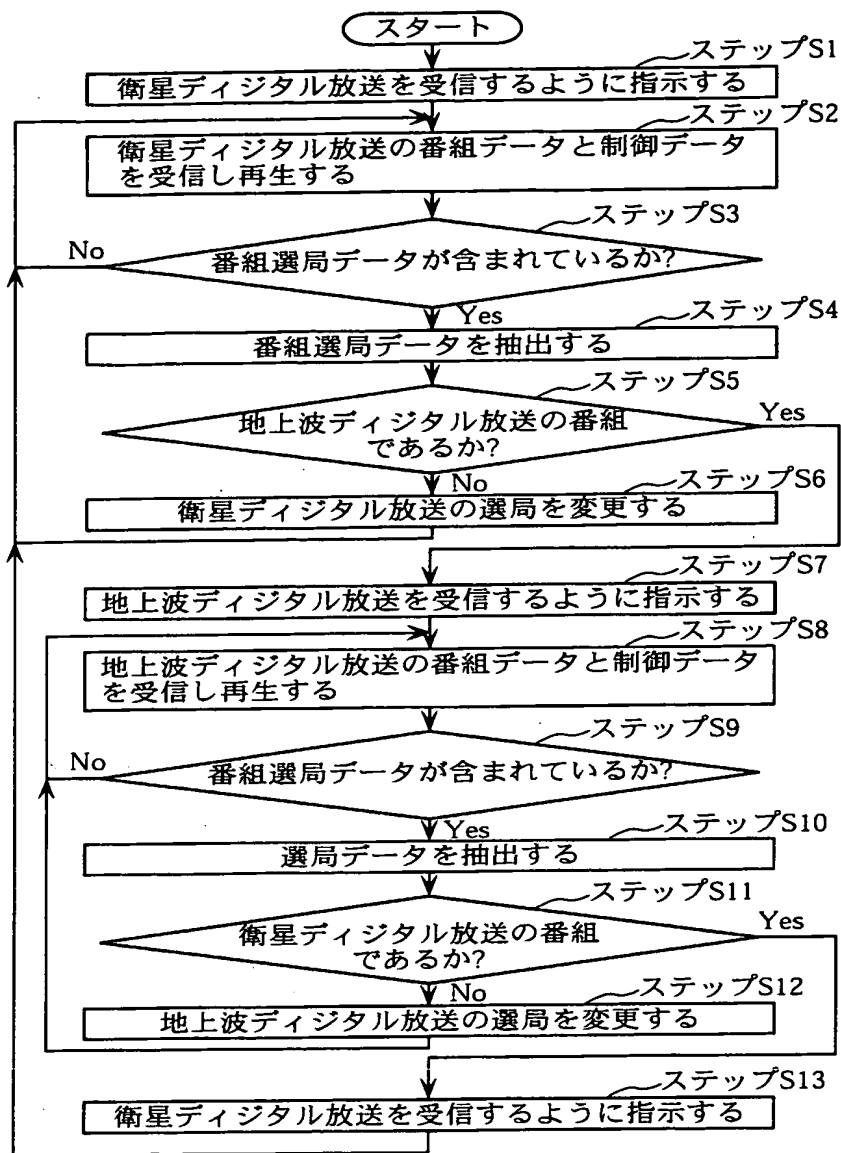 スタート
ステップS1
衛星ディジタル放送を受信するように指示する
ステップS2
衛星ディジタル放送の番組データと制御データ
を受信し再生する
ステップS3
No
番組選局データが含まれているか?
Yes
ステップS4
番組選局データを抽出する
ステップS5
地上波ディジタル放送の番組
であるか?
Yes
No
ステップS6
衛星ディジタル放送の選局を変更する
ステップS7
地上波ディジタル放送を受信するように指示する
ステップS8
地上波ディジタル放送の番組データと制御データ
を受信し再生する
ステップS9
No
番組選局データが含まれているか?
Yes
ステップS10
選局データを抽出する
ステップS11
衛星ディジタル放送の番組
であるか?
Yes
No
ステップS12
地上波ディジタル放送の選局を変更する
ステップS13
衛星ディジタル放送を受信するように指示する